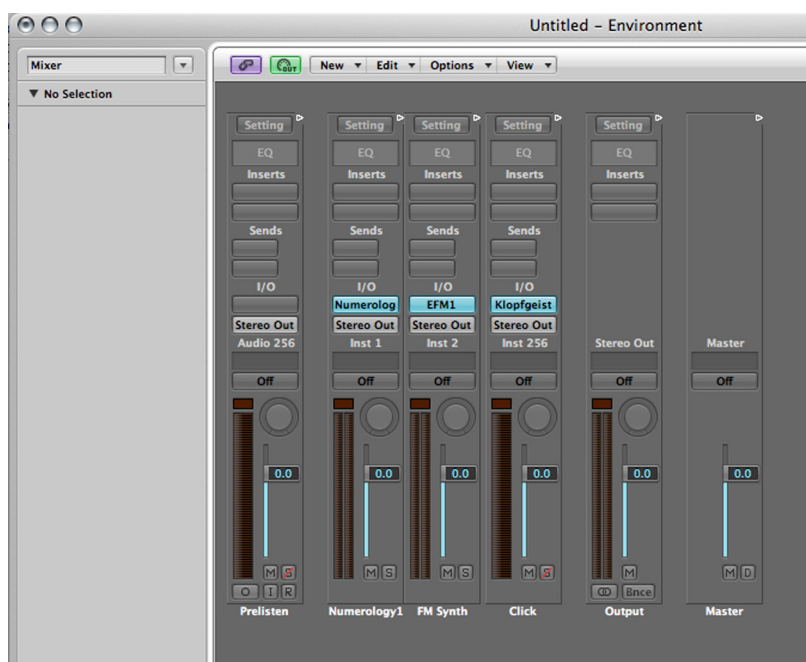 Untitled – Environment
Mixer
No Selection
OUT New Edit Options View
Setting Setting Setting Setting Setting
EQ EQ EQ EQ EQ
Inserts Inserts Inserts Inserts Inserts
Sends Sends Sends Sends
I/O I/O I/O I/O
Numerolog EFM1 Klopfgeist
Stereo Out Stereo Out Stereo Out Stereo Out
Audio 256 Inst 1 Inst 2 Inst 256 Stereo Out Master
Off Off Off Off Off Off
0.0 0.0 0.0 0.0 0.0 0.0
M S M S M S M S M M D
O I R Bnce
Prelisten Numerology1 FM Synth Click Output Master